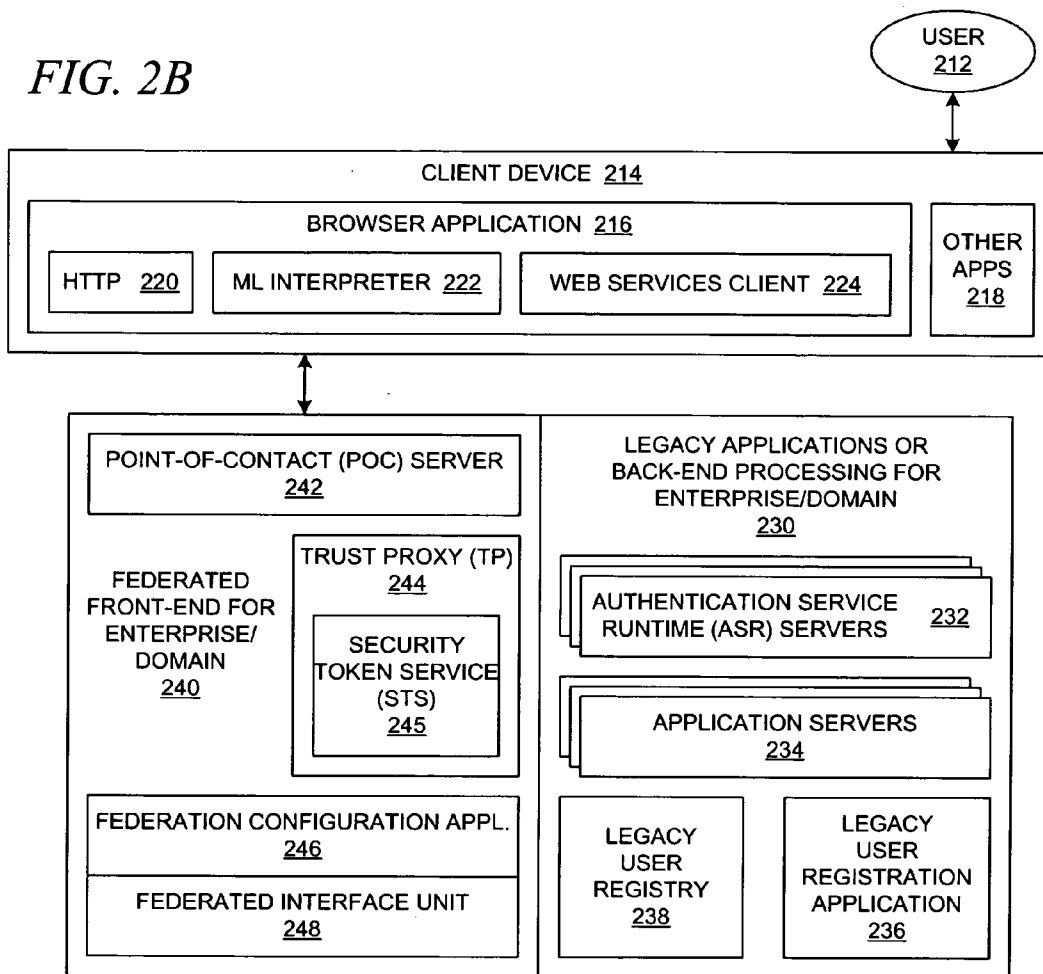 FIG. 2B
USER
212
CLIENT DEVICE 214
BROWSER APPLICATION 216
HTTP 220
ML INTERPRETER 222
WEB SERVICES CLIENT 224
OTHER
APPS
218
POINT-OF-CONTACT (POC) SERVER
242
FEDERATED
FRONT-END FOR
ENTERPRISE/
DOMAIN
240
TRUST PROXY (TP)
244
SECURITY
TOKEN SERVICE
(STS)
245
FEDERATION CONFIGURATION APPL.
246
FEDERATED INTERFACE UNIT
248
LEGACY APPLICATIONS OR
BACK-END PROCESSING FOR
ENTERPRISE/DOMAIN
230
AUTHENTICATION SERVICE
RUNTIME (ASR) SERVERS
232
APPLICATION SERVERS
234
LEGACY
USER
REGISTRY
238
LEGACY
USER
REGISTRATION
APPLICATION
236